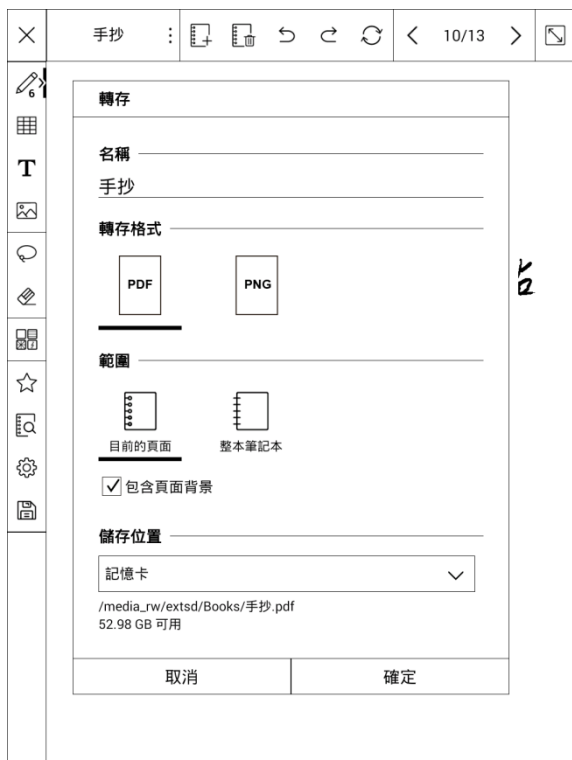 手抄
10/13
6
T
轉存
名稱
手抄
轉存格式
PDF
PNG
範圍
目前的頁面
整本筆記本
包含頁面背景
儲存位置
記憶卡
/media_rw/extsd/Books/手抄.pdf
52.98 GB 可用
取消
確定